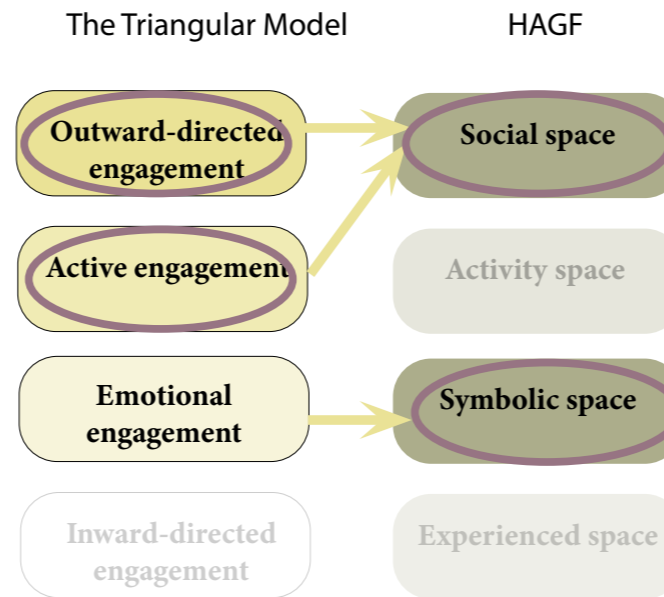 The Triangular Model HAGF
Outward-directed
engagement
Social space
Active engagement
Activity space
Emotional
engagement
Symbolic space
Inward-directed
engagement
Experienced space